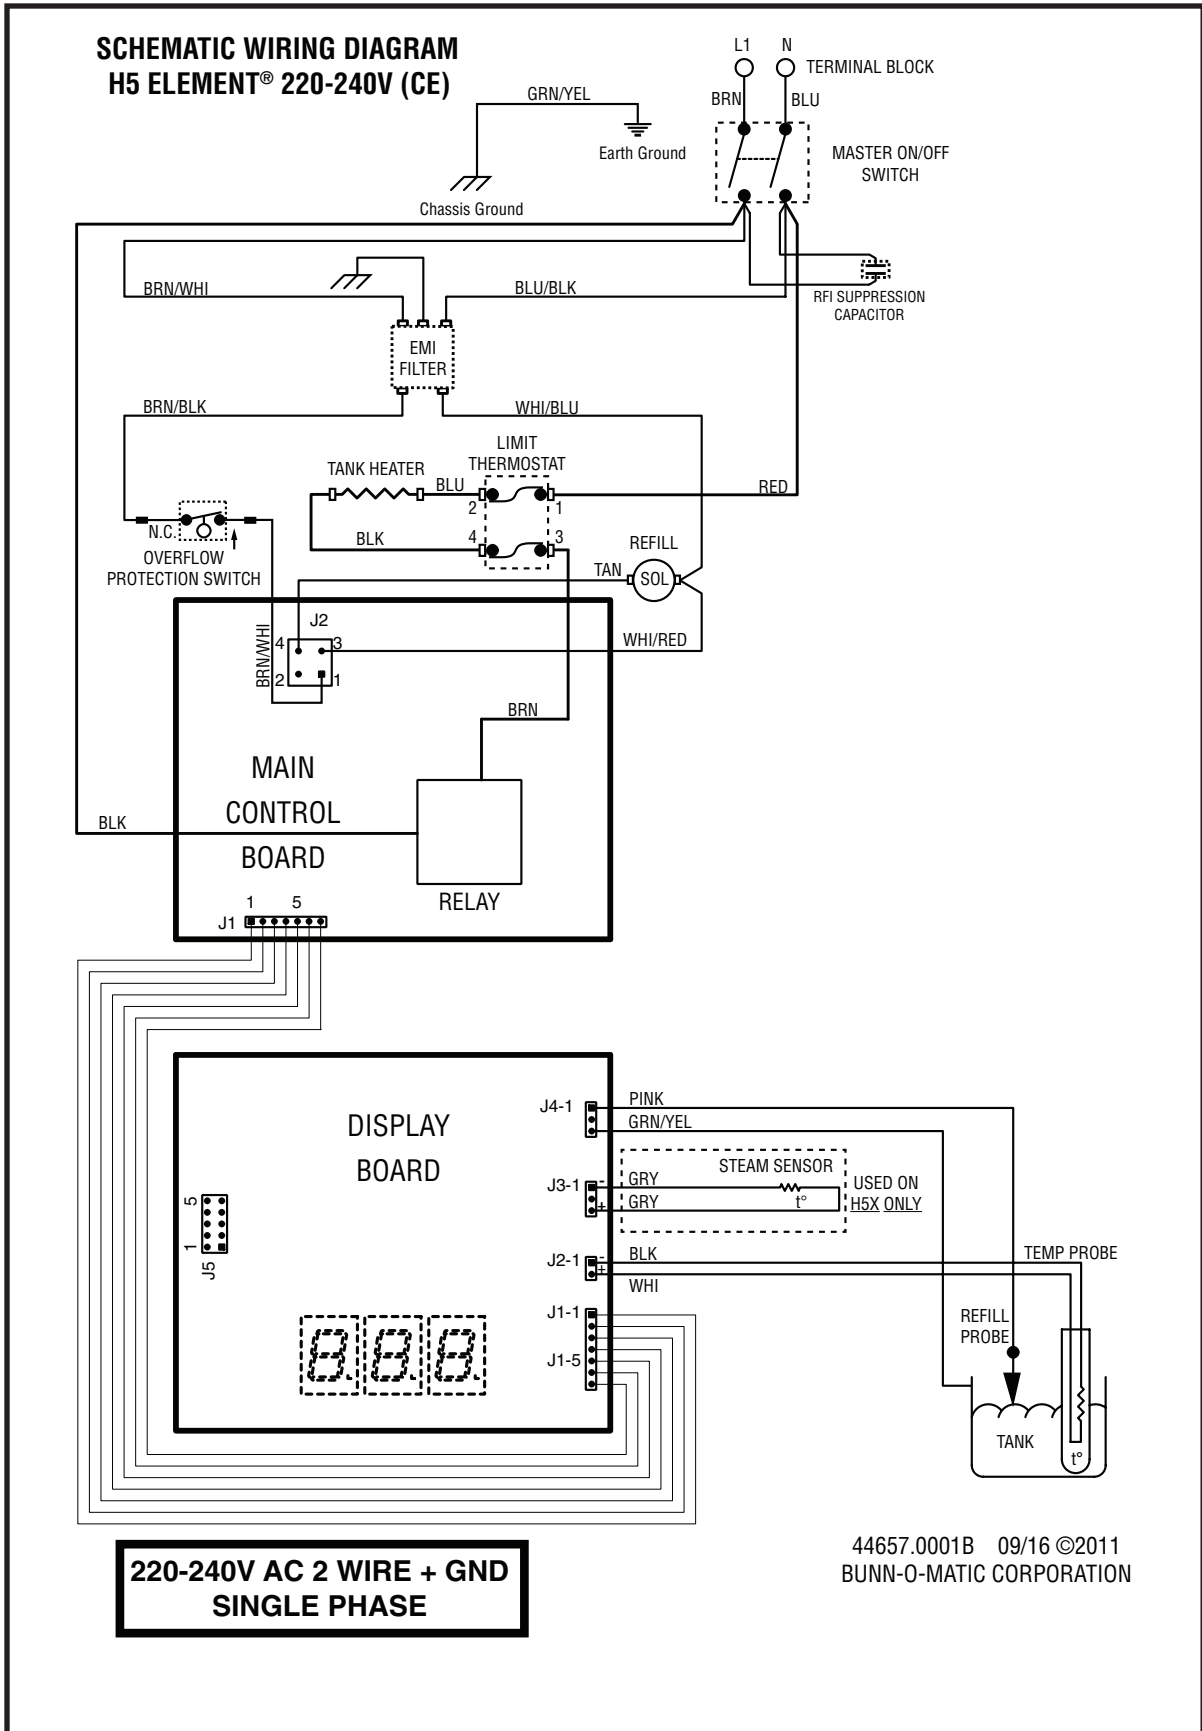 SCHEMATIC WIRING DIAGRAM
H5 ELEMENT® 220-240V (CE)
L1 N
TERMINAL BLOCK
BRN BLU
GRN/YEL
Earth Ground
MASTER ON/OFF
SWITCH
Chassis Ground
BRN/WHI
BLU/BLK
RFI SUPPRESSION
CAPACITOR
EMI
FILTER
BRN/BLK
WHI/BLU
LIMIT
THERMOSTAT
TANK HEATER
BLU
RED
2 1
N.C.
BLK
4 3
OVERFLOW
PROTECTION SWITCH
REFILL
TAN
SOL
J2
BRN/WHI
4 3
WHI/RED
2 1
BRN
MAIN
CONTROL
BOARD
BLK
RELAY
1 5
J1
DISPLAY
BOARD
J4-1
PINK
GRN/YEL
STEAM SENSOR
J3-1
-
GRY
+
GRY
t°
USED ON
H5X ONLY
5
1
J5
J2-1
-
BLK
+
WHI
TEMP PROBE
J1-1
J1-5
8.8.8.
REFILL
PROBE
TANK
t°
220-240V AC 2 WIRE + GND
SINGLE PHASE
44657.0001B 09/16 ©2011
BUNN-O-MATIC CORPORATION